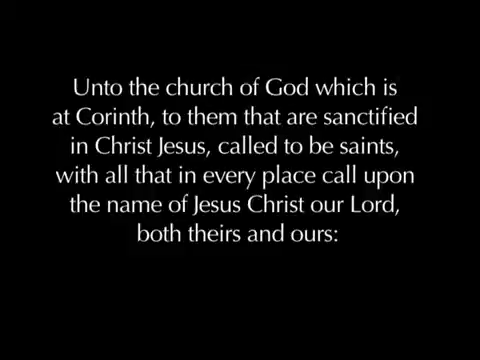 Unto the church of God which is
at Corinth, to them that are sanctified
in Christ Jesus, called to be saints,
with all that in every place call upon
the name of Jesus Christ our Lord,
both theirs and ours: